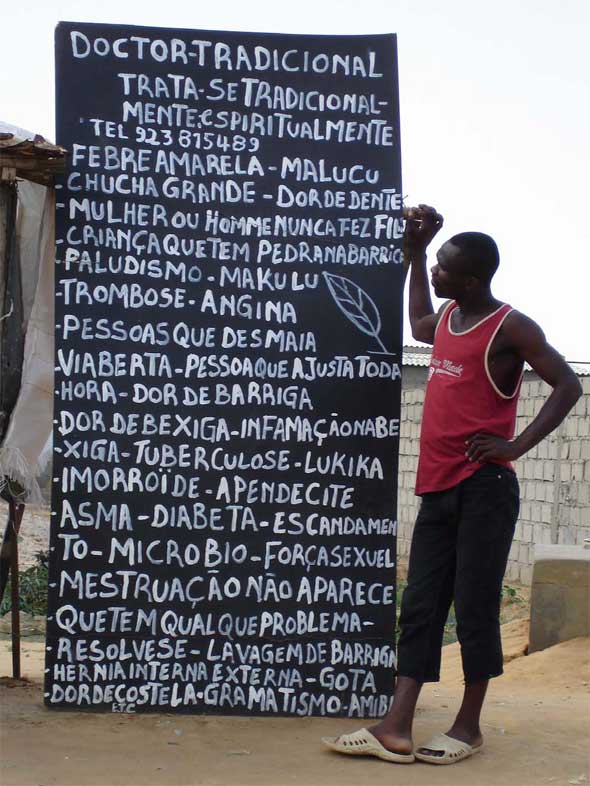 DOCTOR-TRADICIONAL
TRATA-SE TRADICIONAL-
MENTE.e ESPIRITUALMENTE
TEL 923 815489
FEBRE AMARELA - MALUCU
-CHUCHA GRANDE - DOR DE DENTE
-MULHER OU HOMME NUNCA FEZ FIL
-CRIANÇA QUE TEM PEDRA NA BARRIG
-PALUDISMO - MAKULU
-TROMBOSE - ANGINA
-PESSOAS QUE DESMAIA
-VIABERTA - PESSOA QUE AJUSTA TODA
-HORA - DOR DE BARRIGA
-DOR DE BEXIGA - INFAMAÇÃO NA BE
-XIGA - TUBERCULOSE - LUKIKA
-IMORROÏDE - APENDECITE
ASMA - DIABETA - ESCANDAMEN
TO - MICROBIO - FORÇA SEXUEL
MESTRUAÇÃO NÃO APARECE
-QUE TEM QUALQUE PROBLEMA-
-RESOLVESE - LAVAGEM DE BARRIGA
HERNIA INTERNA EXTERNA - GOTA
-DOR DE COSTELA - GRAMATISMO - AMIBI
ETC